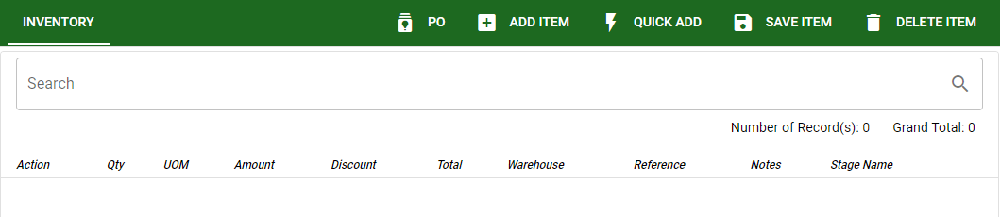 INVENTORY PO ADD ITEM QUICK ADD SAVE ITEM DELETE ITEM
Search
Number of Record(s): 0 Grand Total: 0
Action Qty UOM Amount Discount Total Warehouse Reference Notes Stage Name